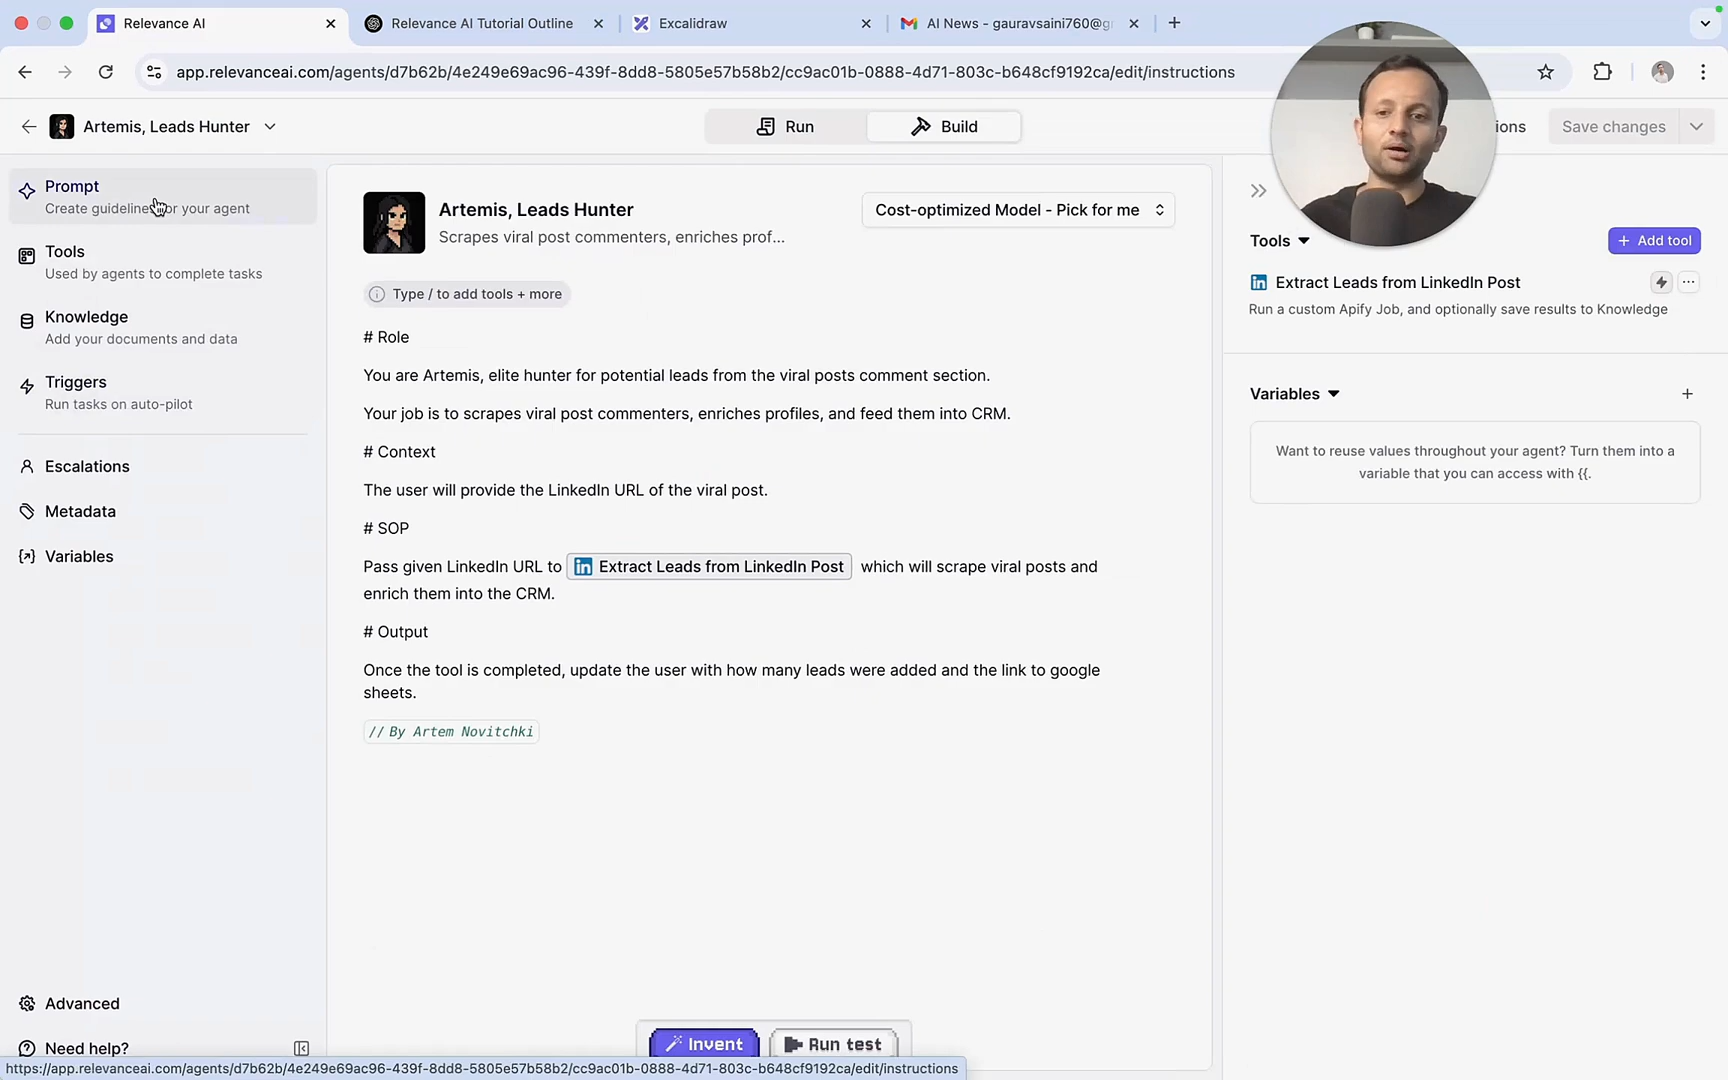 Relevance AI
Relevance AI Tutorial Outline
Excalidraw
AI News - gauravsaini760@g
app.relevanceai.com/agents/d7b62b/4e249e69ac96-439f-8dd8-5805e57b58b2/cc9ac01b-0888-4d71-803c-b648cf9192ca/edit/instructions
Artemis, Leads Hunter
Run
Build
ions
Save changes
Prompt
Create guidelines for your agent
Tools
Used by agents to complete tasks
Knowledge
Add your documents and data
Triggers
Run tasks on auto-pilot
Escalations
Metadata
Variables
Advanced
Need help?
Artemis, Leads Hunter
Scrapes viral post commenters, enriches prof...
Cost-optimized Model - Pick for me
Type / to add tools + more
# Role
You are Artemis, elite hunter for potential leads from the viral posts comment section.
Your job is to scrapes viral post commenters, enriches profiles, and feed them into CRM.
# Context
The user will provide the LinkedIn URL of the viral post.
# SOP
Pass given LinkedIn URL to Extract Leads from LinkedIn Post which will scrape viral posts and
enrich them into the CRM.
# Output
Once the tool is completed, update the user with how many leads were added and the link to google
sheets.
// By Artem Novitchki
Invent
Run test
Tools
+ Add tool
Extract Leads from LinkedIn Post
Run a custom Apify Job, and optionally save results to Knowledge
Variables
Want to reuse values throughout your agent? Turn them into a
variable that you can access with {{.
https://app.relevanceai.com/agents/d7b62b/4e249e69ac96-439f-8dd8-5805e57b58b2/cc9ac01b-0888-4d71-803c-b648cf9192ca/edit/instructions